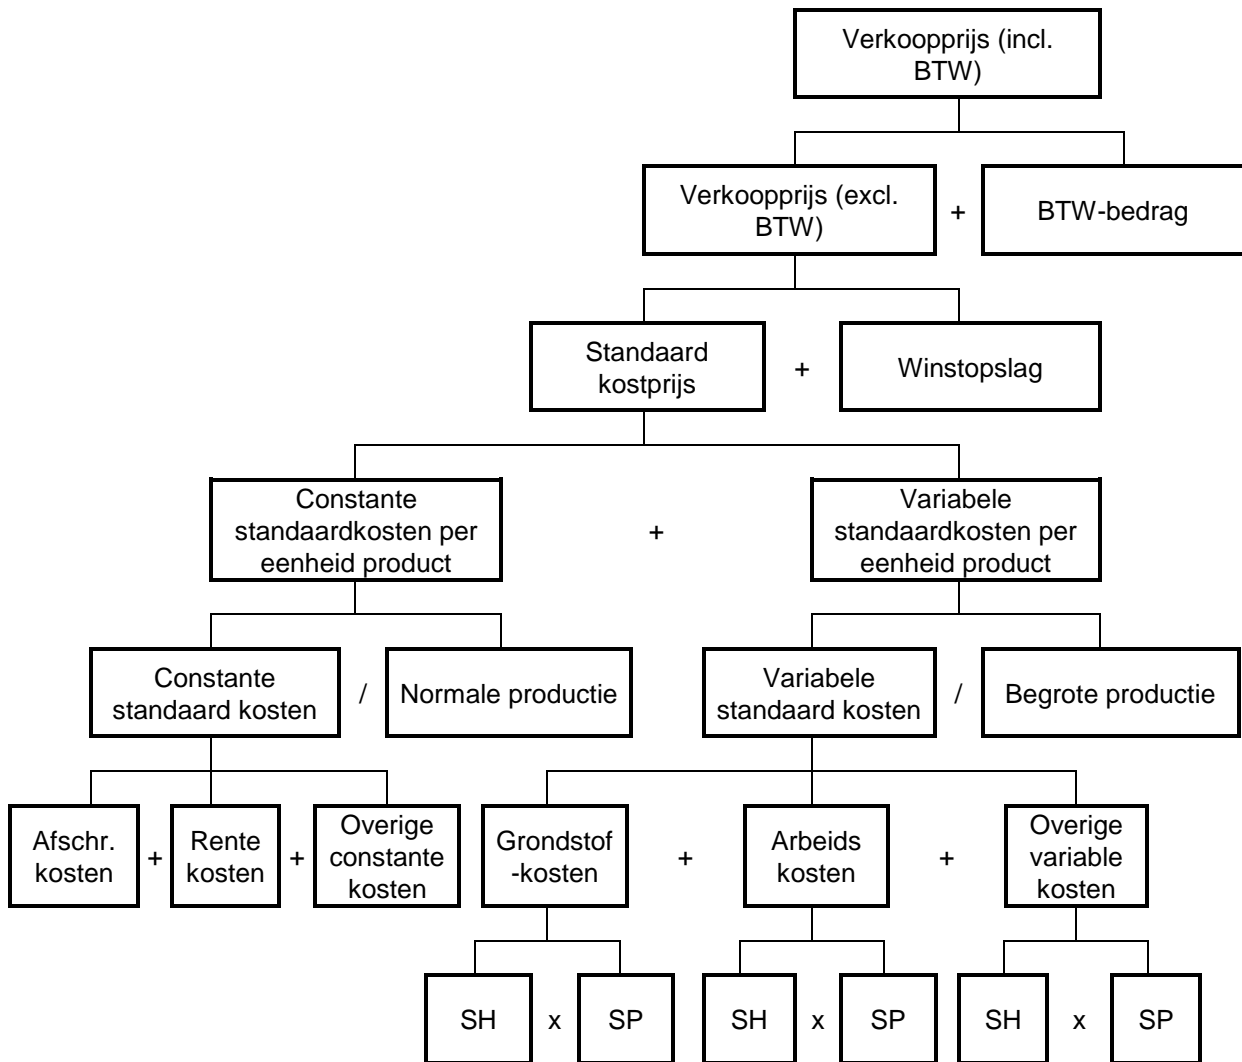 Verkoopprijs (incl.
BTW)
Verkoopprijs (excl.
BTW)
+
BTW-bedrag
Standaard
kostprijs
+
Winstopslag
Constante
standaardkosten per
eenheid product
+
Variabele
standaardkosten per
eenheid product
Constante
standaard kosten
/
Normale productie
Variabele
standaard kosten
/
Begrote productie
Afschr.
kosten
+
Rente
kosten
+
Overige
constante
kosten
Grondstof
-kosten
+
Arbeids
kosten
+
Overige
variable
kosten
SH
x
SP
SH
x
SP
SH
x
SP